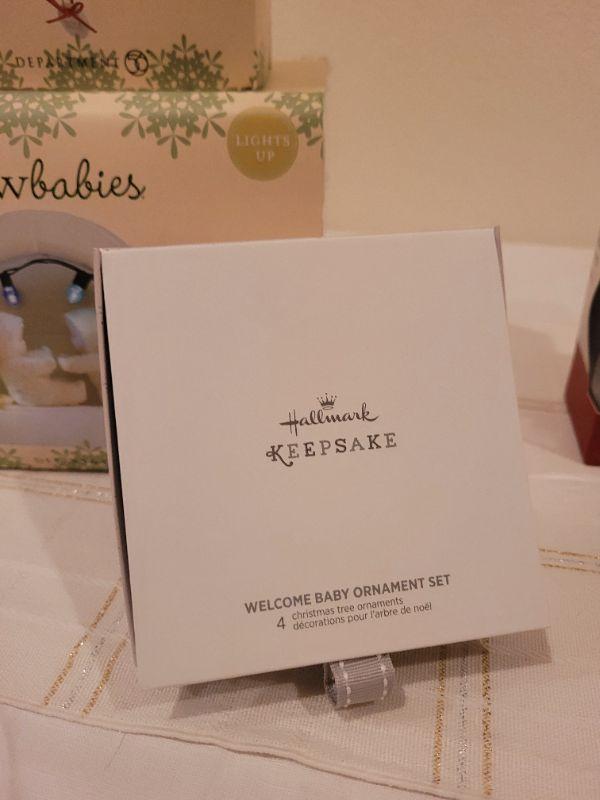 DEPARTMENT 56
LIGHTS
UP
wbabies
Hallmark
KEEPSAKE
WELCOME BABY ORNAMENT SET
4 christmas tree ornaments
décorations pour l'arbre de noël